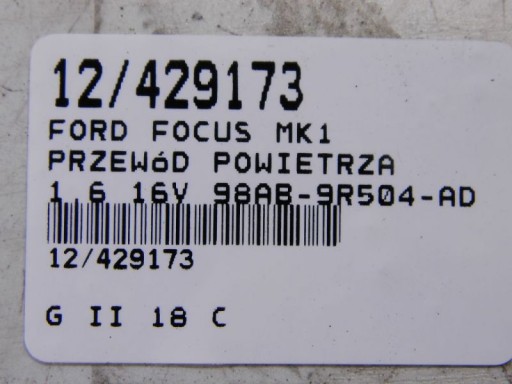 12/429173
FORD FOCUS MK1
PRZEWóD POWIETRZA
1.6 16V 98AB-9R504-AD
12/429173
G II 18 C